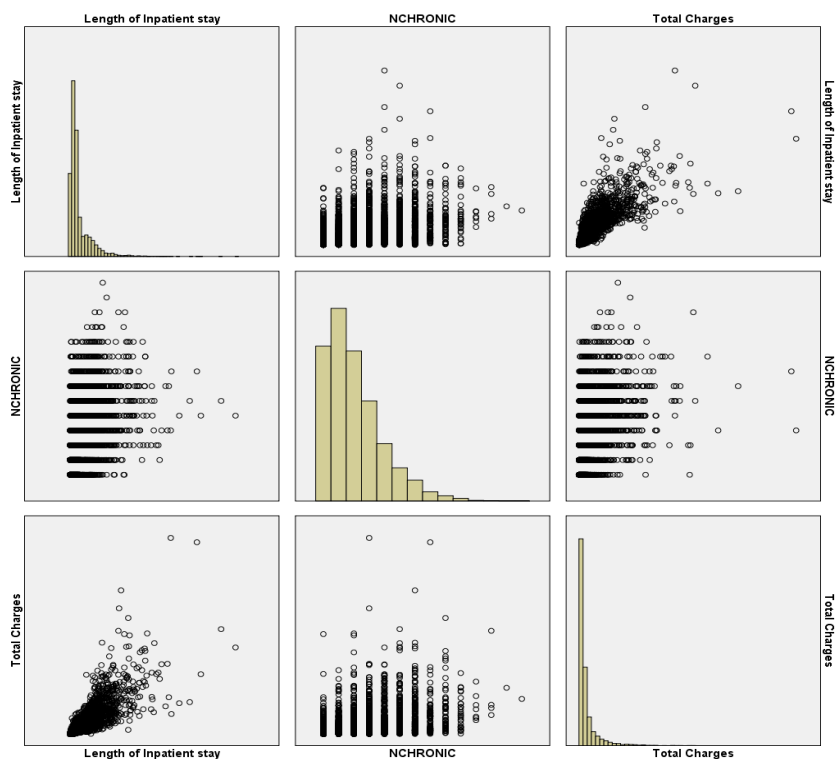 Length of Inpatient stay
NCHRONIC
Total Charges
Length of Inpatient stay
Length of Inpatient stay
NCHRONIC
NCHRONIC
Total Charges
Total Charges
Length of Inpatient stay
NCHRONIC
Total Charges